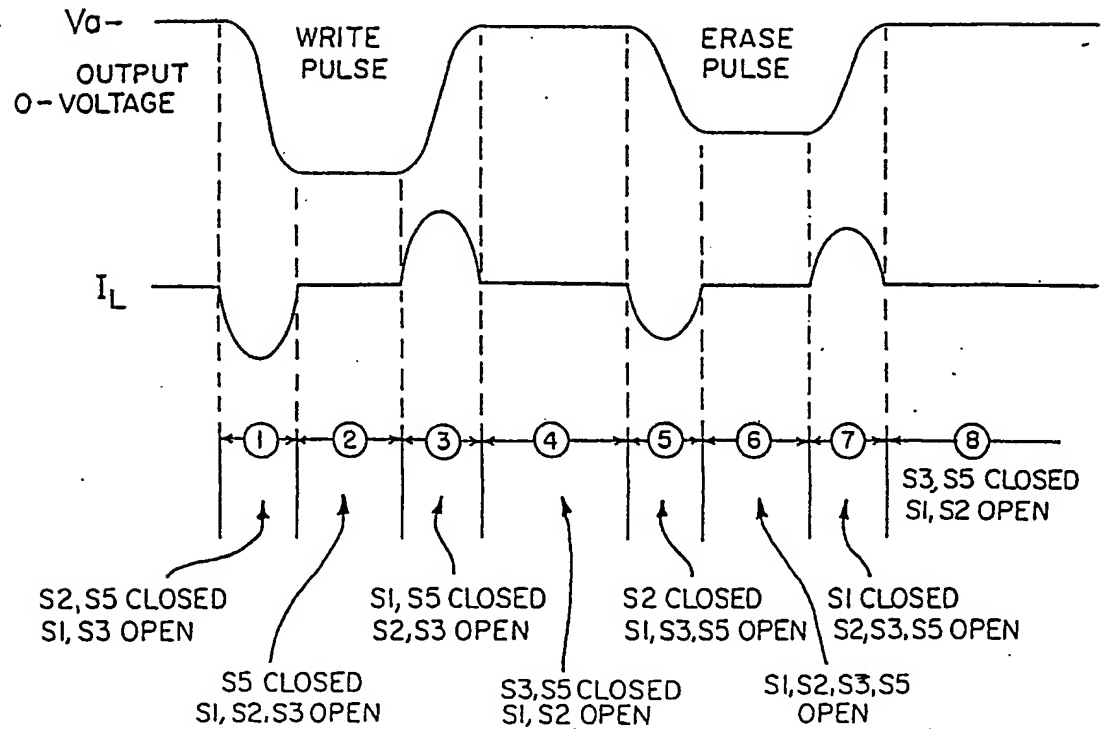 Va-
OUTPUT
0-VOLTAGE
WRITE
PULSE
ERASE
PULSE
IL
1
2
3
4
5
6
7
8
S3, S5 CLOSED
S1, S2 OPEN
S2, S5 CLOSED
S1, S3 OPEN
S5 CLOSED
S1, S2, S3 OPEN
S1, S5 CLOSED
S2, S3 OPEN
S3, S5 CLOSED
S1, S2 OPEN
S2 CLOSED
S1, S3, S5 OPEN
S1, S2, S3, S5
OPEN
S1 CLOSED
S2, S3, S5 OPEN